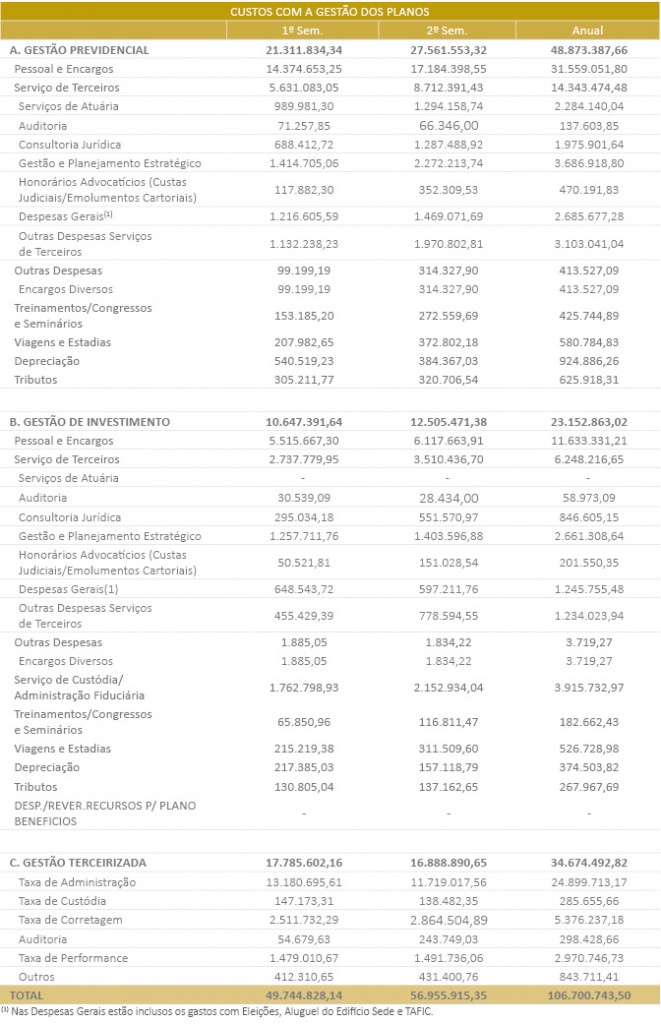 CUSTOS COM A GESTÃO DOS PLANOS
1º Sem. 2º Sem. Anual
A. GESTÃO PREVIDENCIAL 21.311.834,34 27.561.553,32 48.873.387,66
Pessoal e Encargos 14.374.653,25 17.184.398,55 31.559.051,80
Serviço de Terceiros 5.631.083,05 8.712.391,43 14.343.474,48
Serviços de Atuária 989.981,30 1.294.158,74 2.284.140,04
Auditoria 71.257,85 66.346,00 137.603,85
Consultoria Jurídica 688.412,72 1.287.488,92 1.975.901,64
Gestão e Planejamento Estratégico 1.414.705,06 2.272.213,74 3.686.918,80
Honorários Advocatícios (Custas
Judiciais/Emolumentos Cartoriais) 117.882,30 352.309,53 470.191,83
Despesas Gerais(1) 1.216.605,59 1.469.071,69 2.685.677,28
Outras Despesas Serviços
de Terceiros 1.132.238,23 1.970.802,81 3.103.041,04
Outras Despesas 99.199,19 314.327,90 413.527,09
Encargos Diversos 99.199,19 314.327,90 413.527,09
Treinamentos/Congressos
e Seminários 153.185,20 272.559,69 425.744,89
Viagens e Estadias 207.982,65 372.802,18 580.784,83
Depreciação 540.519,23 384.367,03 924.886,26
Tributos 305.211,77 320.706,54 625.918,31
B. GESTÃO DE INVESTIMENTO 10.647.391,64 12.505.471,38 23.152.863,02
Pessoal e Encargos 5.515.667,30 6.117.663,91 11.633.331,21
Serviço de Terceiros 2.737.779,95 3.510.436,70 6.248.216,65
Serviços de Atuária - - -
Auditoria 30.539,09 28.434,00 58.973,09
Consultoria Jurídica 295.034,18 551.570,97 846.605,15
Gestão e Planejamento Estratégico 1.257.711,76 1.403.596,88 2.661.308,64
Honorários Advocatícios (Custas
Judiciais/Emolumentos Cartoriais) 50.521,81 151.028,54 201.550,35
Despesas Gerais(1) 648.543,72 597.211,76 1.245.755,48
Outras Despesas Serviços
de Terceiros 455.429,39 778.594,55 1.234.023,94
Outras Despesas 1.885,05 1.834,22 3.719,27
Encargos Diversos 1.885,05 1.834,22 3.719,27
Serviço de Custódia/
Administração Fiduciária 1.762.798,93 2.152.934,04 3.915.732,97
Treinamentos/Congressos
e Seminários 65.850,96 116.811,47 182.662,43
Viagens e Estadias 215.219,38 311.509,60 526.728,98
Depreciação 217.385,03 157.118,79 374.503,82
Tributos 130.805,04 137.162,65 267.967,69
DESP./REVER.RECURSOS P/ PLANO
BENEFICIOS - - -
C. GESTÃO TERCEIRIZADA 17.785.602,16 16.888.890,65 34.674.492,82
Taxa de Administração 13.180.695,61 11.719.017,56 24.899.713,17
Taxa de Custódia 147.173,31 138.482,35 285.655,66
Taxa de Corretagem 2.511.732,29 2.864.504,89 5.376.237,18
Auditoria 54.679,63 243.749,03 298.428,66
Taxa de Performance 1.479.010,67 1.491.736,06 2.970.746,73
Outros 412.310,65 431.400,76 843.711,41
TOTAL 49.744.828,14 56.955.915,35 106.700.743,50
(1) Nas Despesas Gerais estão inclusos os gastos com Eleições, Aluguel do Edifício Sede e TAFIC.